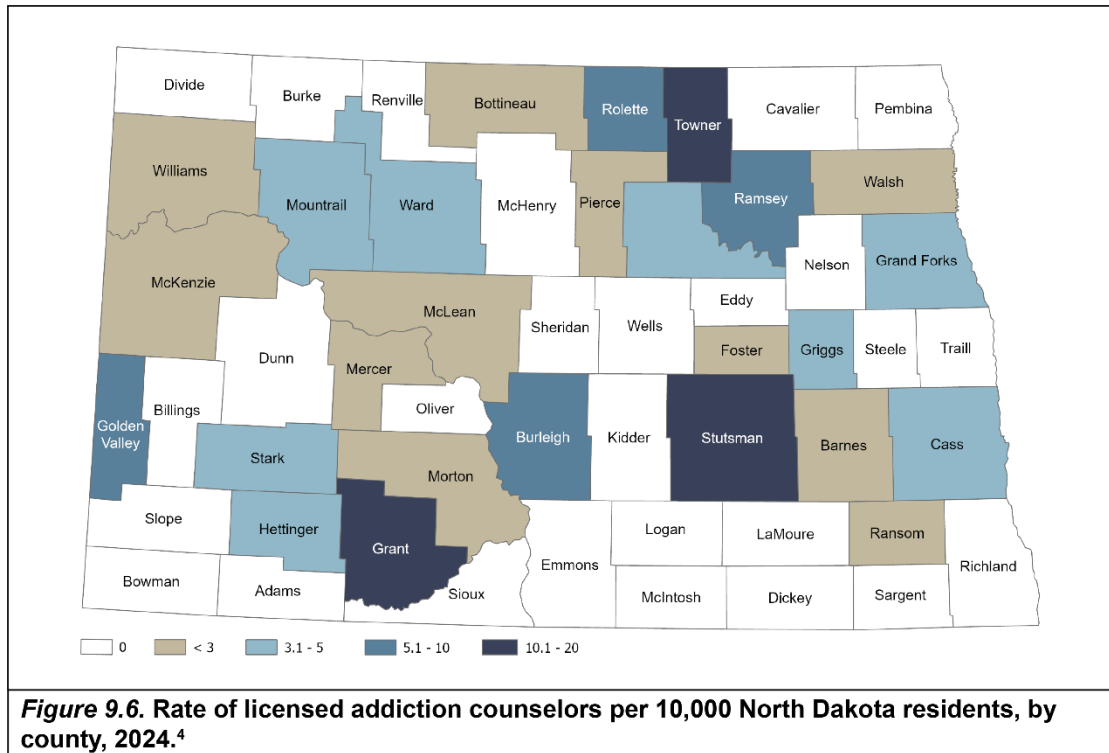 Divide
Burke
Renville
Bottineau
Rolette
Towner
Cavalier
Pembina
Williams
Mountrail
Ward
McHenry
Pierce
Ramsey
Walsh
McKenzie
Nelson
Grand Forks
McLean
Sheridan
Wells
Eddy
Foster
Griggs
Steele
Traill
Dunn
Mercer
Oliver
Golden
Valley
Billings
Burleigh
Kidder
Stutsman
Barnes
Cass
Stark
Morton
Slope
Hettinger
Grant
Logan
LaMoure
Ransom
Emmons
Richland
Bowman
Adams
Sioux
McIntosh
Dickey
Sargent
0
< 3
3.1 - 5
5.1 - 10
10.1 - 20
Figure 9.6. Rate of licensed addiction counselors per 10,000 North Dakota residents, by
county, 2024.4